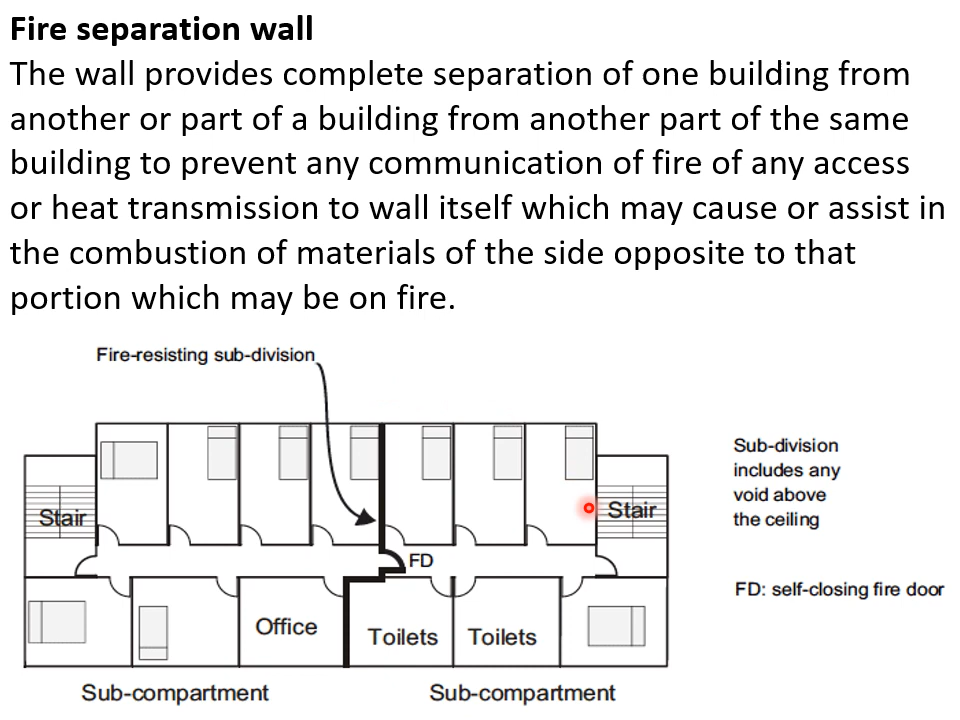 Fire separation wall
The wall provides complete separation of one building from
another or part of a building from another part of the same
building to prevent any communication of fire of any access
or heat transmission to wall itself which may cause or assist in
the combustion of materials of the side opposite to that
portion which may be on fire.
Fire-resisting sub-division
Sub-division
includes any
void above
the ceiling
Stair
Stair
FD
FD: self-closing fire door
Office
Toilets
Toilets
Sub-compartment
Sub-compartment